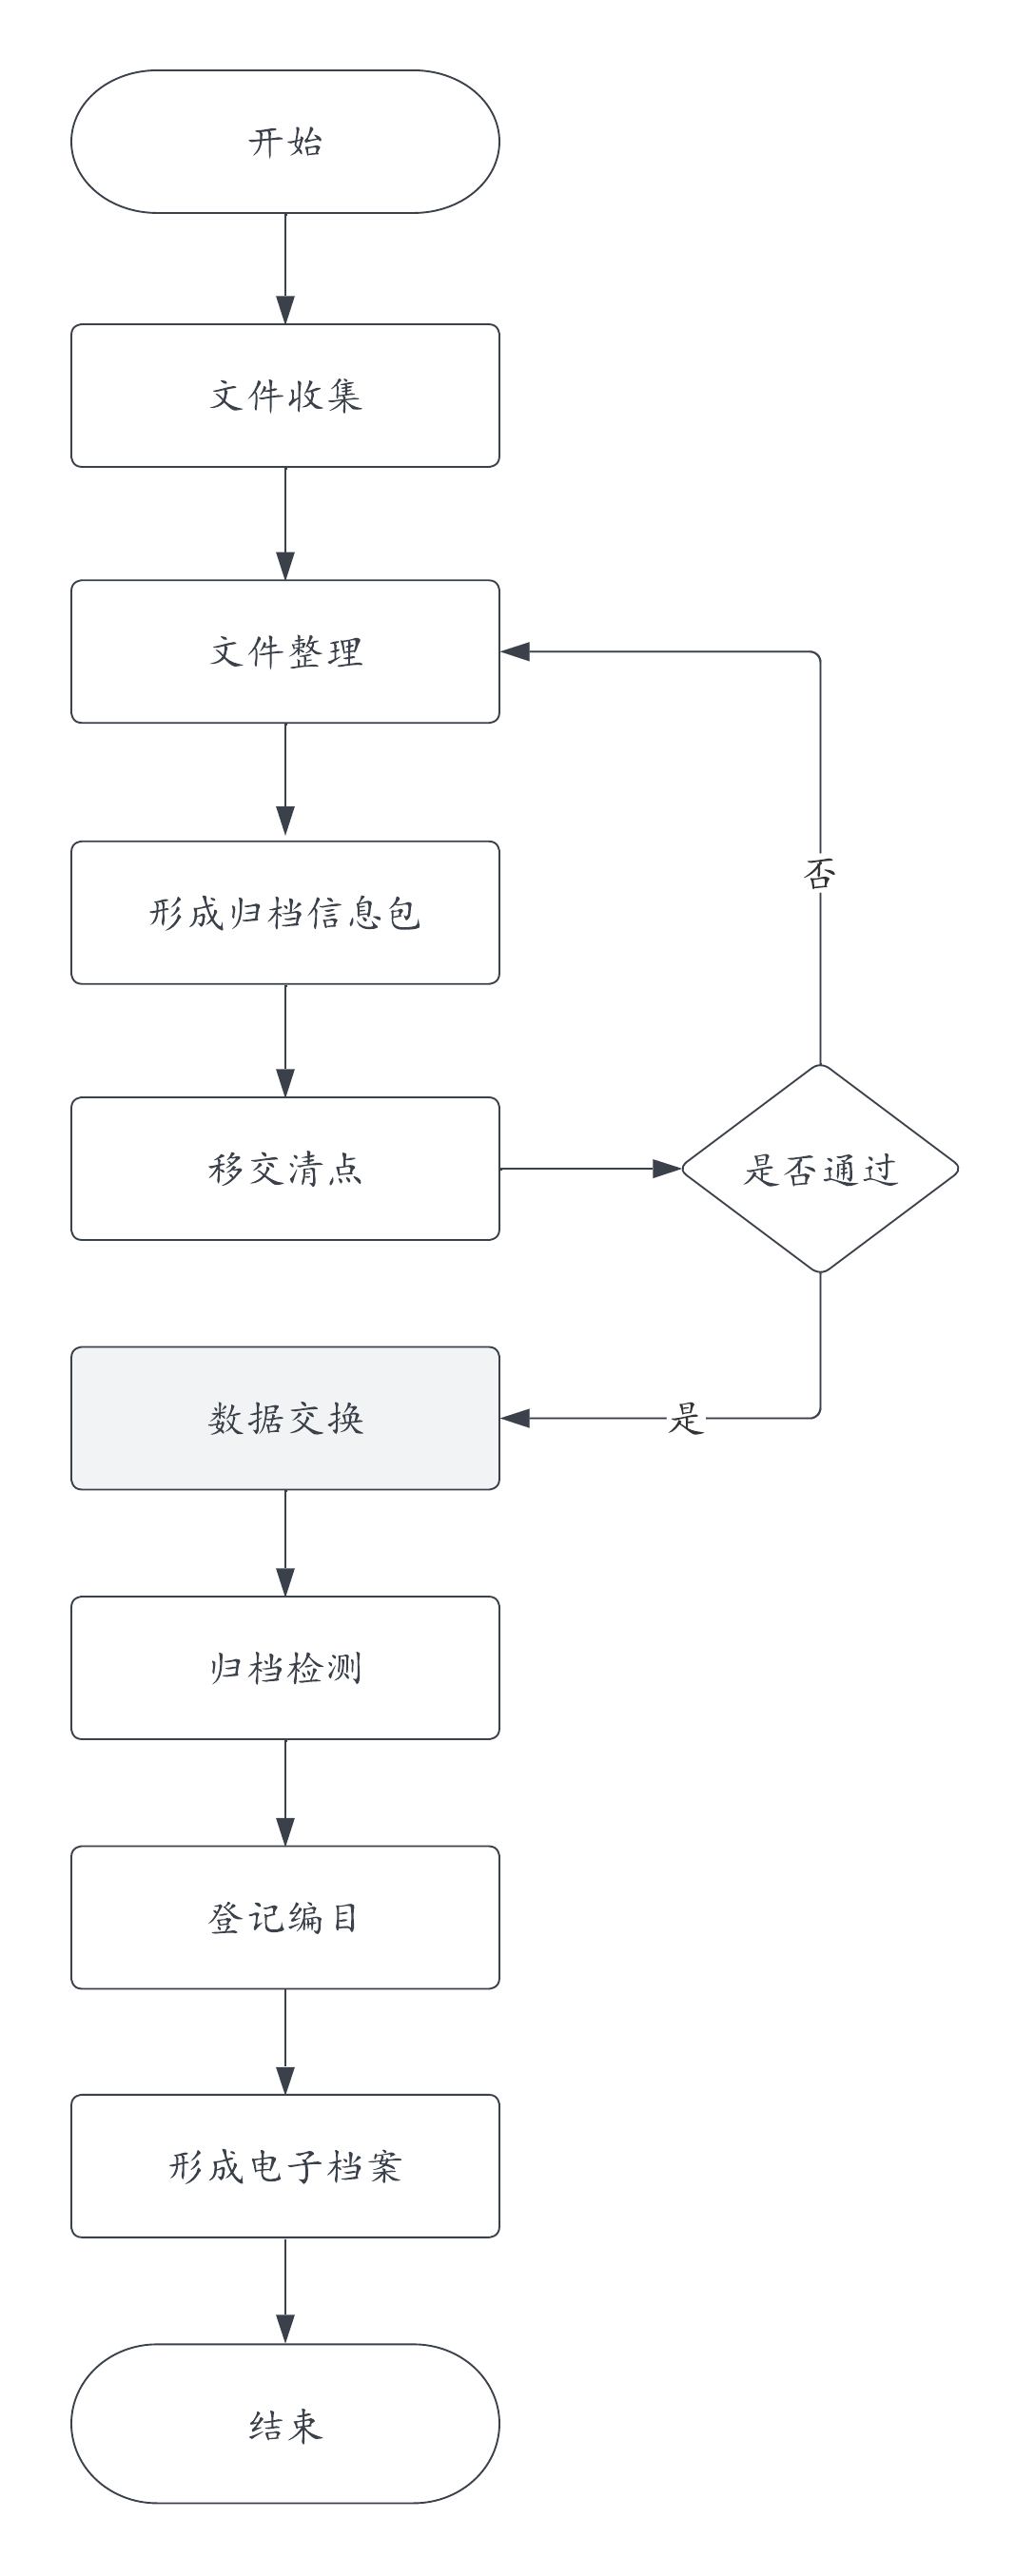 开始
文件收集
文件整理
否
形成归档信息包
移交清点
是否通过
数据交换
是
归档检测
登记编目
形成电子档案
结束